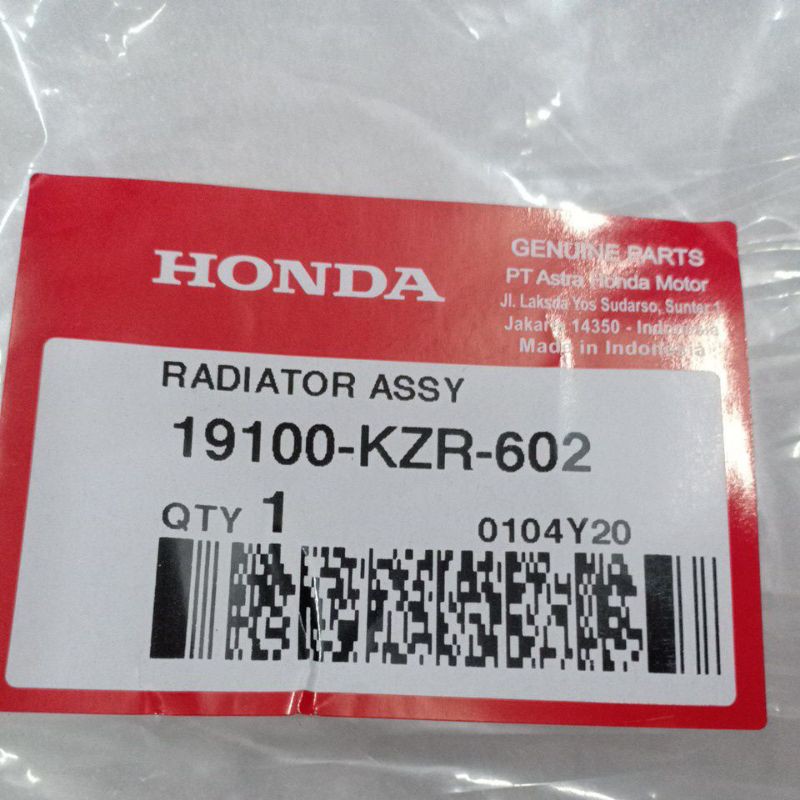 HONDA
GENUINE PARTS
PT Astra Honda Motor
Jl. Laksda Yos Sudarso, Sunter 1
Jakarta 14350 - Indonesia
Made in Indonesia
RADIATOR ASSY
19100-KZR-602
QTY 1
0104Y20